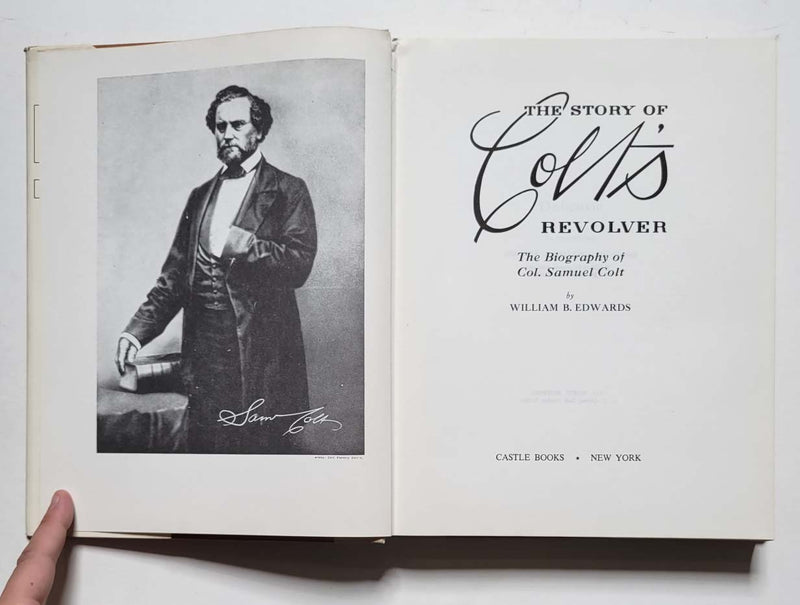 Sam Colt
THE STORY OF
Colt's
REVOLVER
The Biography of
Col. Samuel Colt
by
WILLIAM B. EDWARDS
CASTLE BOOKS • NEW YORK